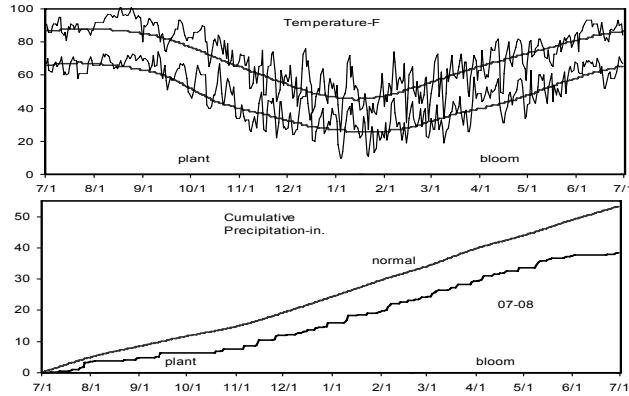 100
Temperature-F
80
60
40
20
plant
bloom
0
7/1 8/1 9/1 10/1 11/1 12/1 1/1 2/1 3/1 4/1 5/1 6/1 7/1
Cumulative
Precipitation-in.
50
normal
40
30
07-08
20
10
plant
bloom
0
7/1 8/1 9/1 10/1 11/1 12/1 1/1 2/1 3/1 4/1 5/1 6/1 7/1